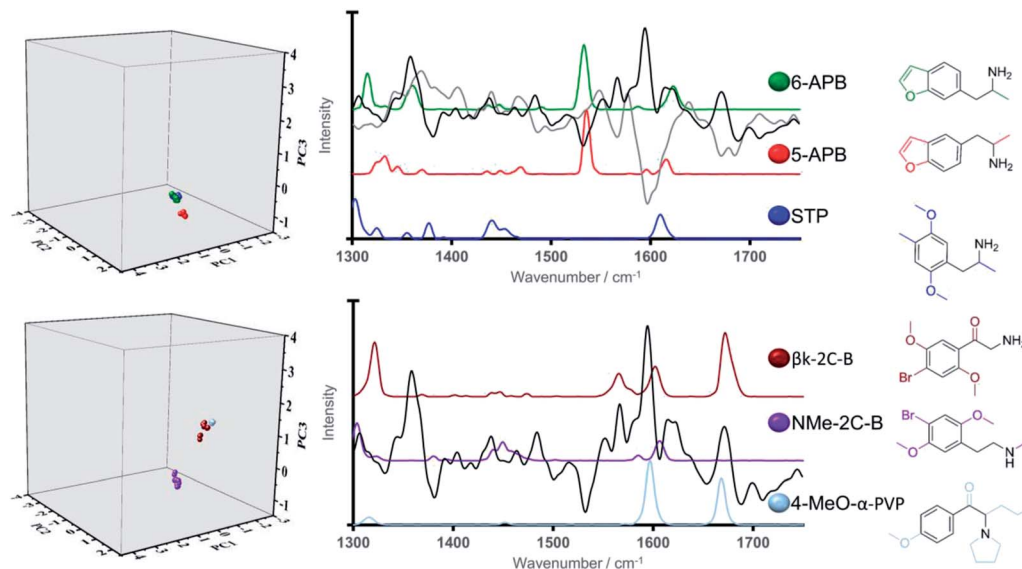 4
3
2
1
0
-1
PC3
PC2
PC1
Intensity
6-APB
5-APB
STP
1300
1400
1500
1600
1700
Wavenumber / cm⁻¹
O
NH₂
O
NH₂
O
NH₂
O
4
3
2
1
0
-1
PC3
PC2
PC1
Intensity
βk-2C-B
NMe-2C-B
4-MeO-α-PVP
1300
1400
1500
1600
1700
Wavenumber / cm⁻¹
O
O
Br
O
Br
O
O
N
H
O
O
N